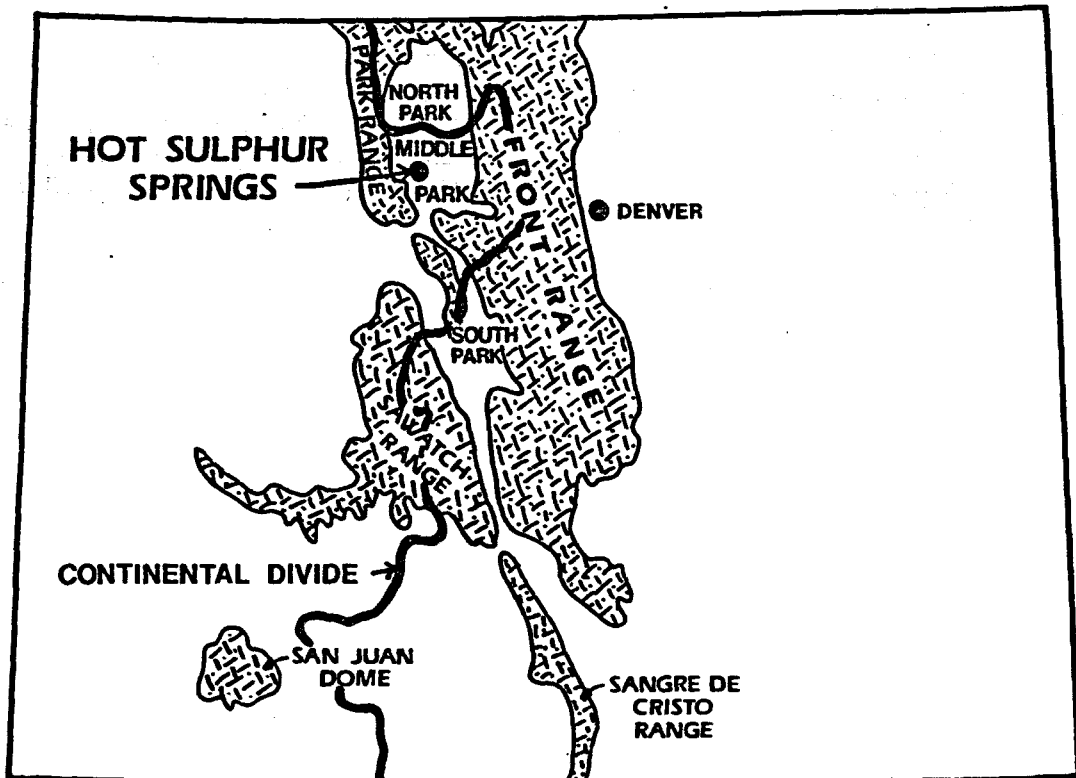 PARK RANGE
NORTH
PARK
HOT SULPHUR
SPRINGS
MIDDLE
PARK
FRONT RANGE
DENVER
SOUTH
PARK
SAWATCH
RANGE
CONTINENTAL DIVIDE
SAN JUAN
DOME
SANGRE DE
CRISTO
RANGE